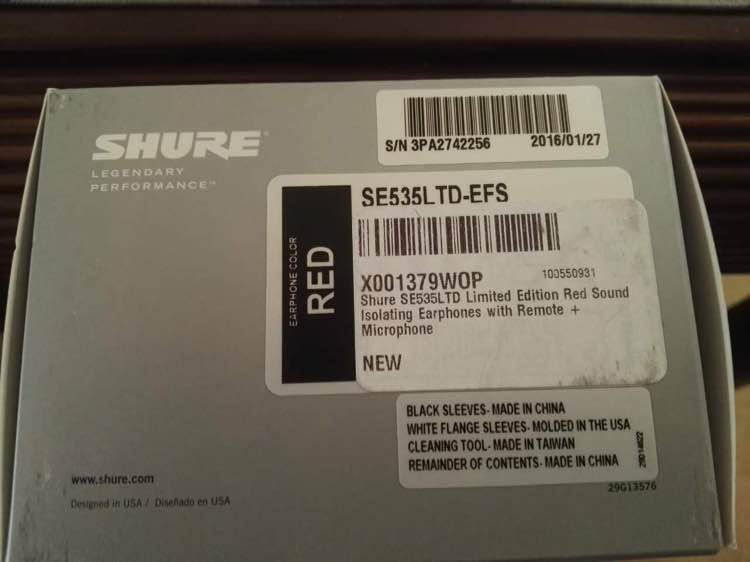 SHURE
LEGENDARY
PERFORMANCE™
S/N 3PA2742256 2016/01/27
SE535LTD-EFS
EARPHONE COLOR
RED
X001379WOP 100550931
Shure SE535LTD Limited Edition Red Sound
Isolating Earphones with Remote +
Microphone
NEW
BLACK SLEEVES- MADE IN CHINA
WHITE FLANGE SLEEVES- MOLDED IN THE USA
CLEANING TOOL- MADE IN TAIWAN
REMAINDER OF CONTENTS- MADE IN CHINA
29G13576
www.shure.com
Designed in USA / Diseñado en USA